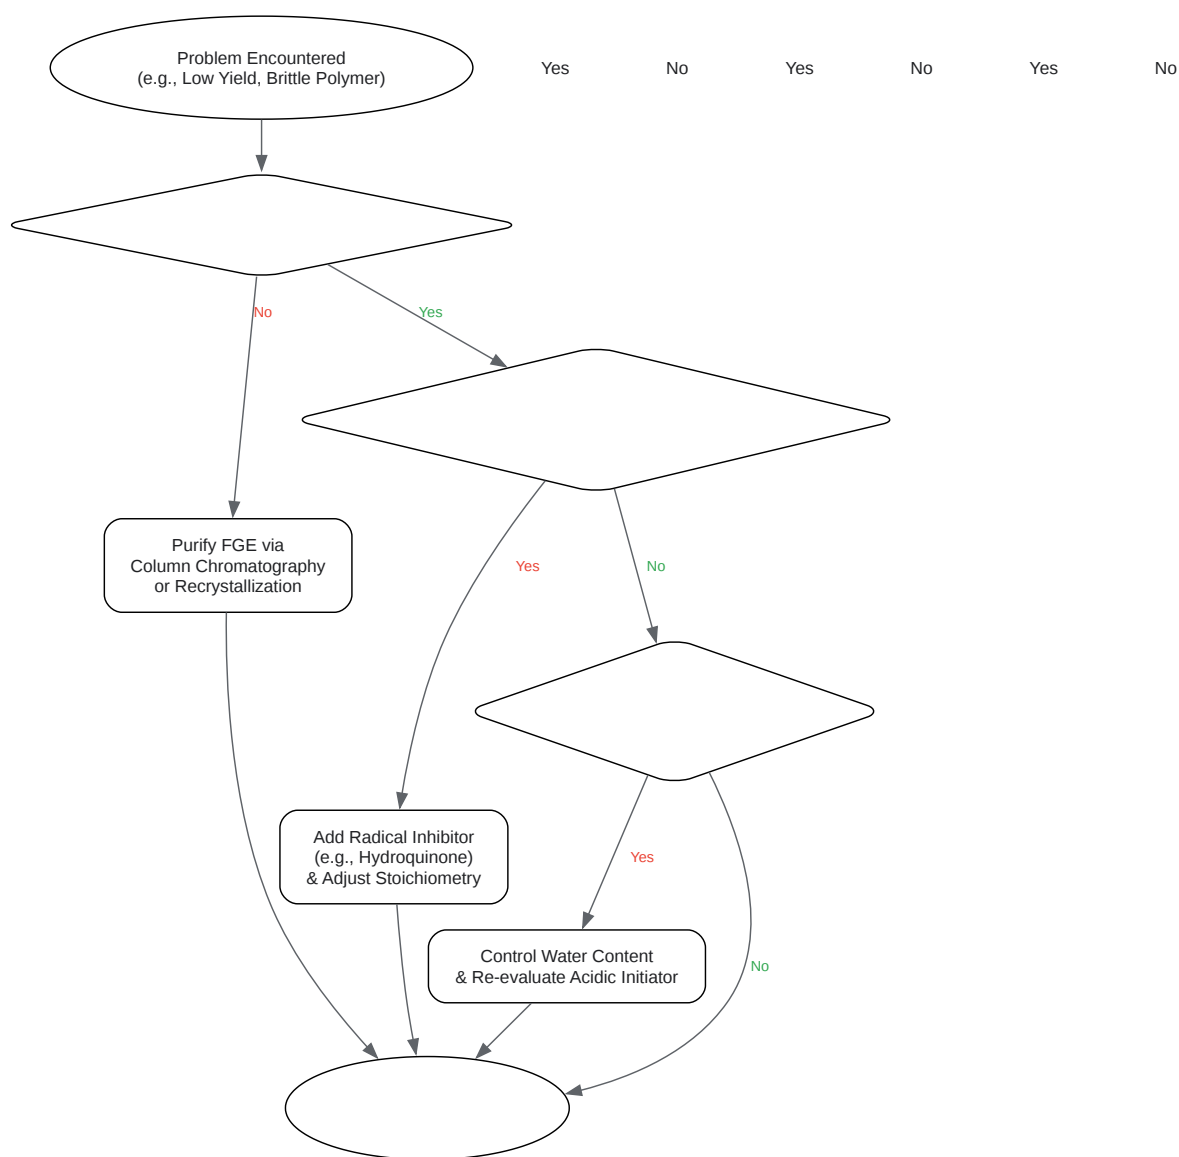 Problem Encountered
(e.g., Low Yield, Brittle Polymer)
Yes
No
Yes
No
Yes
No
No
Yes
Purify FGE via
Column Chromatography
or Recrystallization
Yes
No
Add Radical Inhibitor
(e.g., Hydroquinone)
& Adjust Stoichiometry
Yes
Control Water Content
& Re-evaluate Acidic Initiator
No